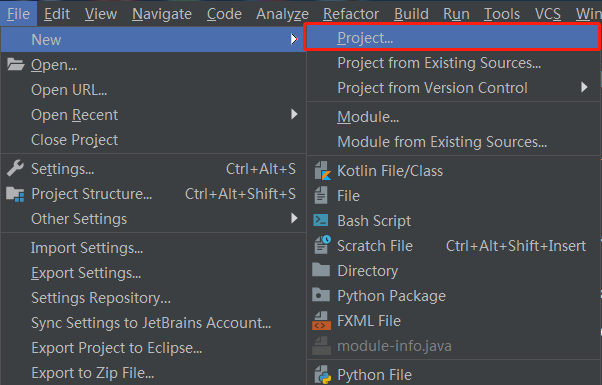 File Edit View Navigate Code Analyze Refactor Build Run Tools VCS Win
New
Open...
Open URL...
Open Recent
Close Project
Settings... Ctrl+Alt+S
Project Structure... Ctrl+Alt+Shift+S
Other Settings
Import Settings...
Export Settings...
Settings Repository...
Sync Settings to JetBrains Account...
Export Project to Eclipse...
Export to Zip File...
Project...
Project from Existing Sources...
Project from Version Control
Module...
Module from Existing Sources...
Kotlin File/Class
File
Bash Script
Scratch File Ctrl+Alt+Shift+Insert
Directory
Python Package
FXML File
module-info.java
Python File